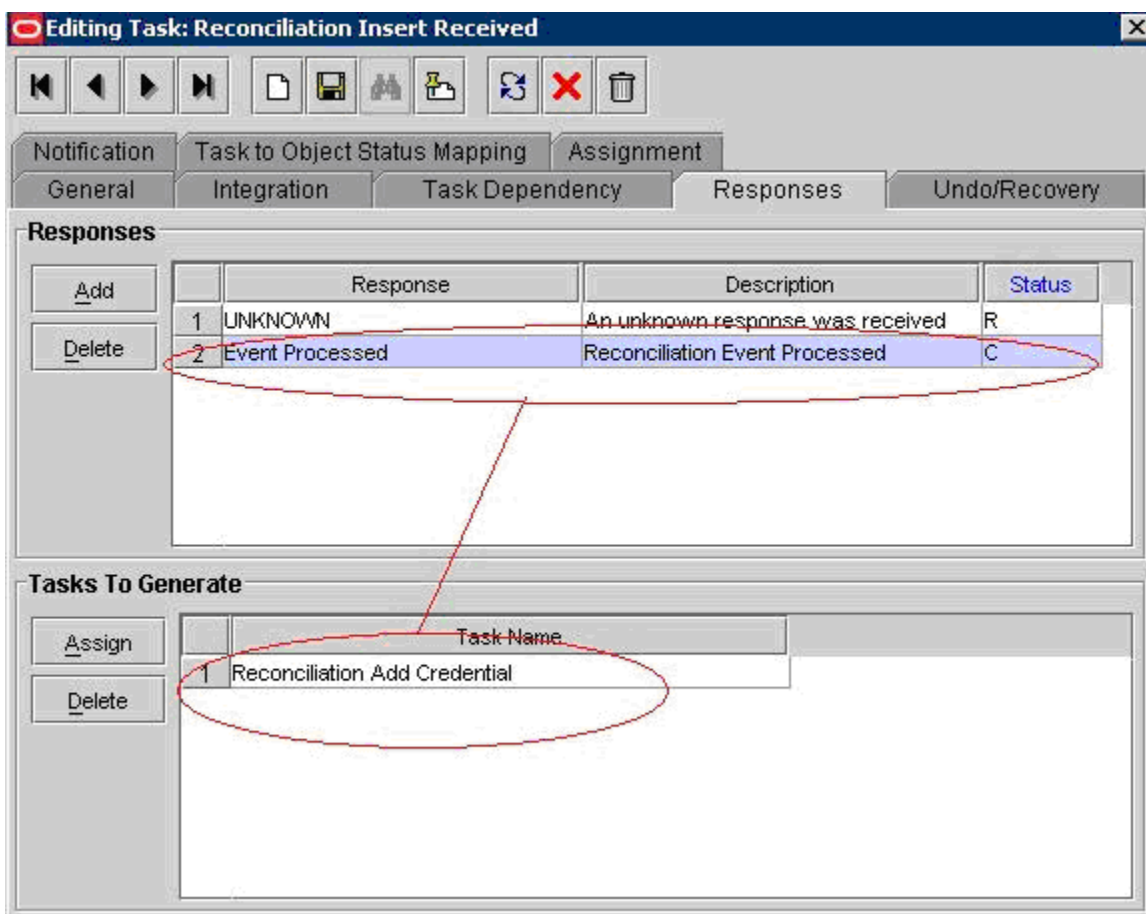 Editing Task: Reconciliation Insert Received
Notification Task to Object Status Mapping Assignment
General Integration Task Dependency Responses Undo/Recovery
Responses
Add
Delete
Response Description Status
1 UNKNOWN An unknown response was received R
2 Event Processed Reconciliation Event Processed C
Tasks To Generate
Assign
Delete
Task Name
1 Reconciliation Add Credential